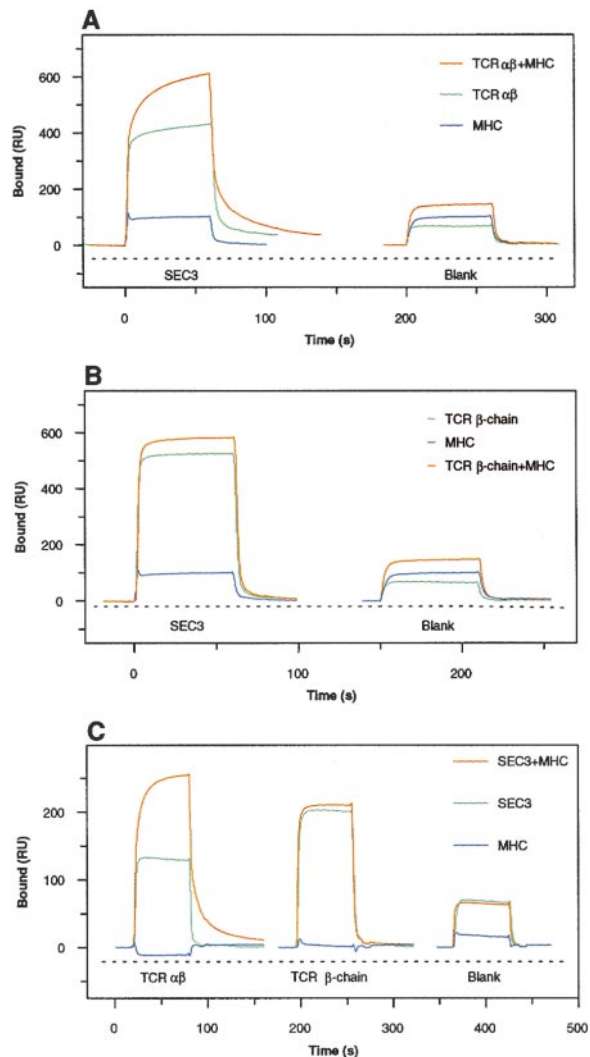 A
Bound (RU)
600
400
200
0
TCR αβ+MHC
TCR αβ
MHC
SEC3
Blank
0
100
200
300
Time (s)
B
Bound (RU)
600
400
200
0
TCR β-chain
MHC
TCR β-chain+MHC
SEC3
Blank
0
100
200
Time (s)
C
Bound (RU)
200
100
0
SEC3+MHC
SEC3
MHC
TCR αβ
TCR β-chain
Blank
0
100
200
300
400
500
Time (s)